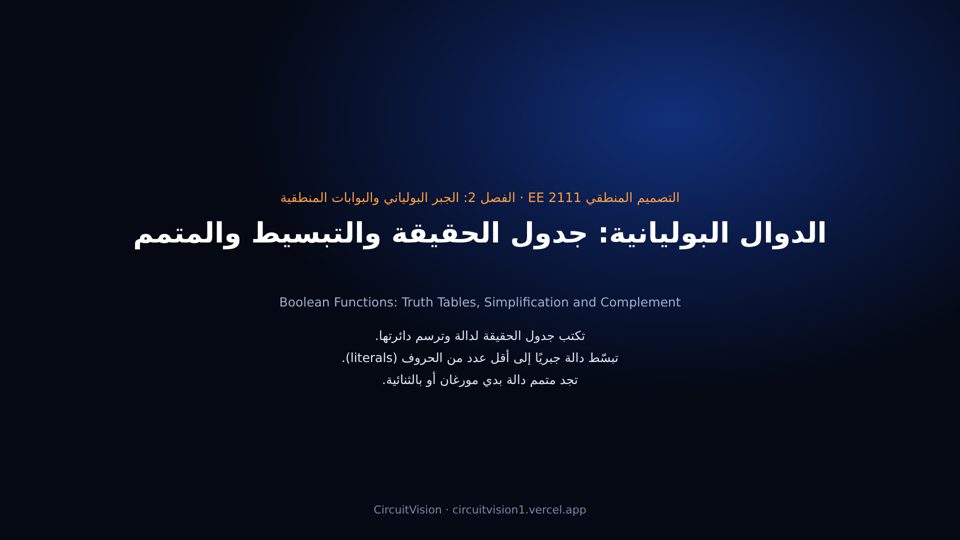 التصميم المنطقي EE 2111 · الفصل 2: الجبر البولياني والبوابات المنطقية
الدوال البوليانية: جدول الحقيقة والتبسيط والمتمم
Boolean Functions: Truth Tables, Simplification and Complement
تكتب جدول الحقيقة لدالة وترسم دائرتها.
تبسّط دالة جبريًا إلى أقل عدد من الحروف (literals).
تجد متمم دالة بدي مورغان أو بالثنائية.
CircuitVision · circuitvision1.vercel.app